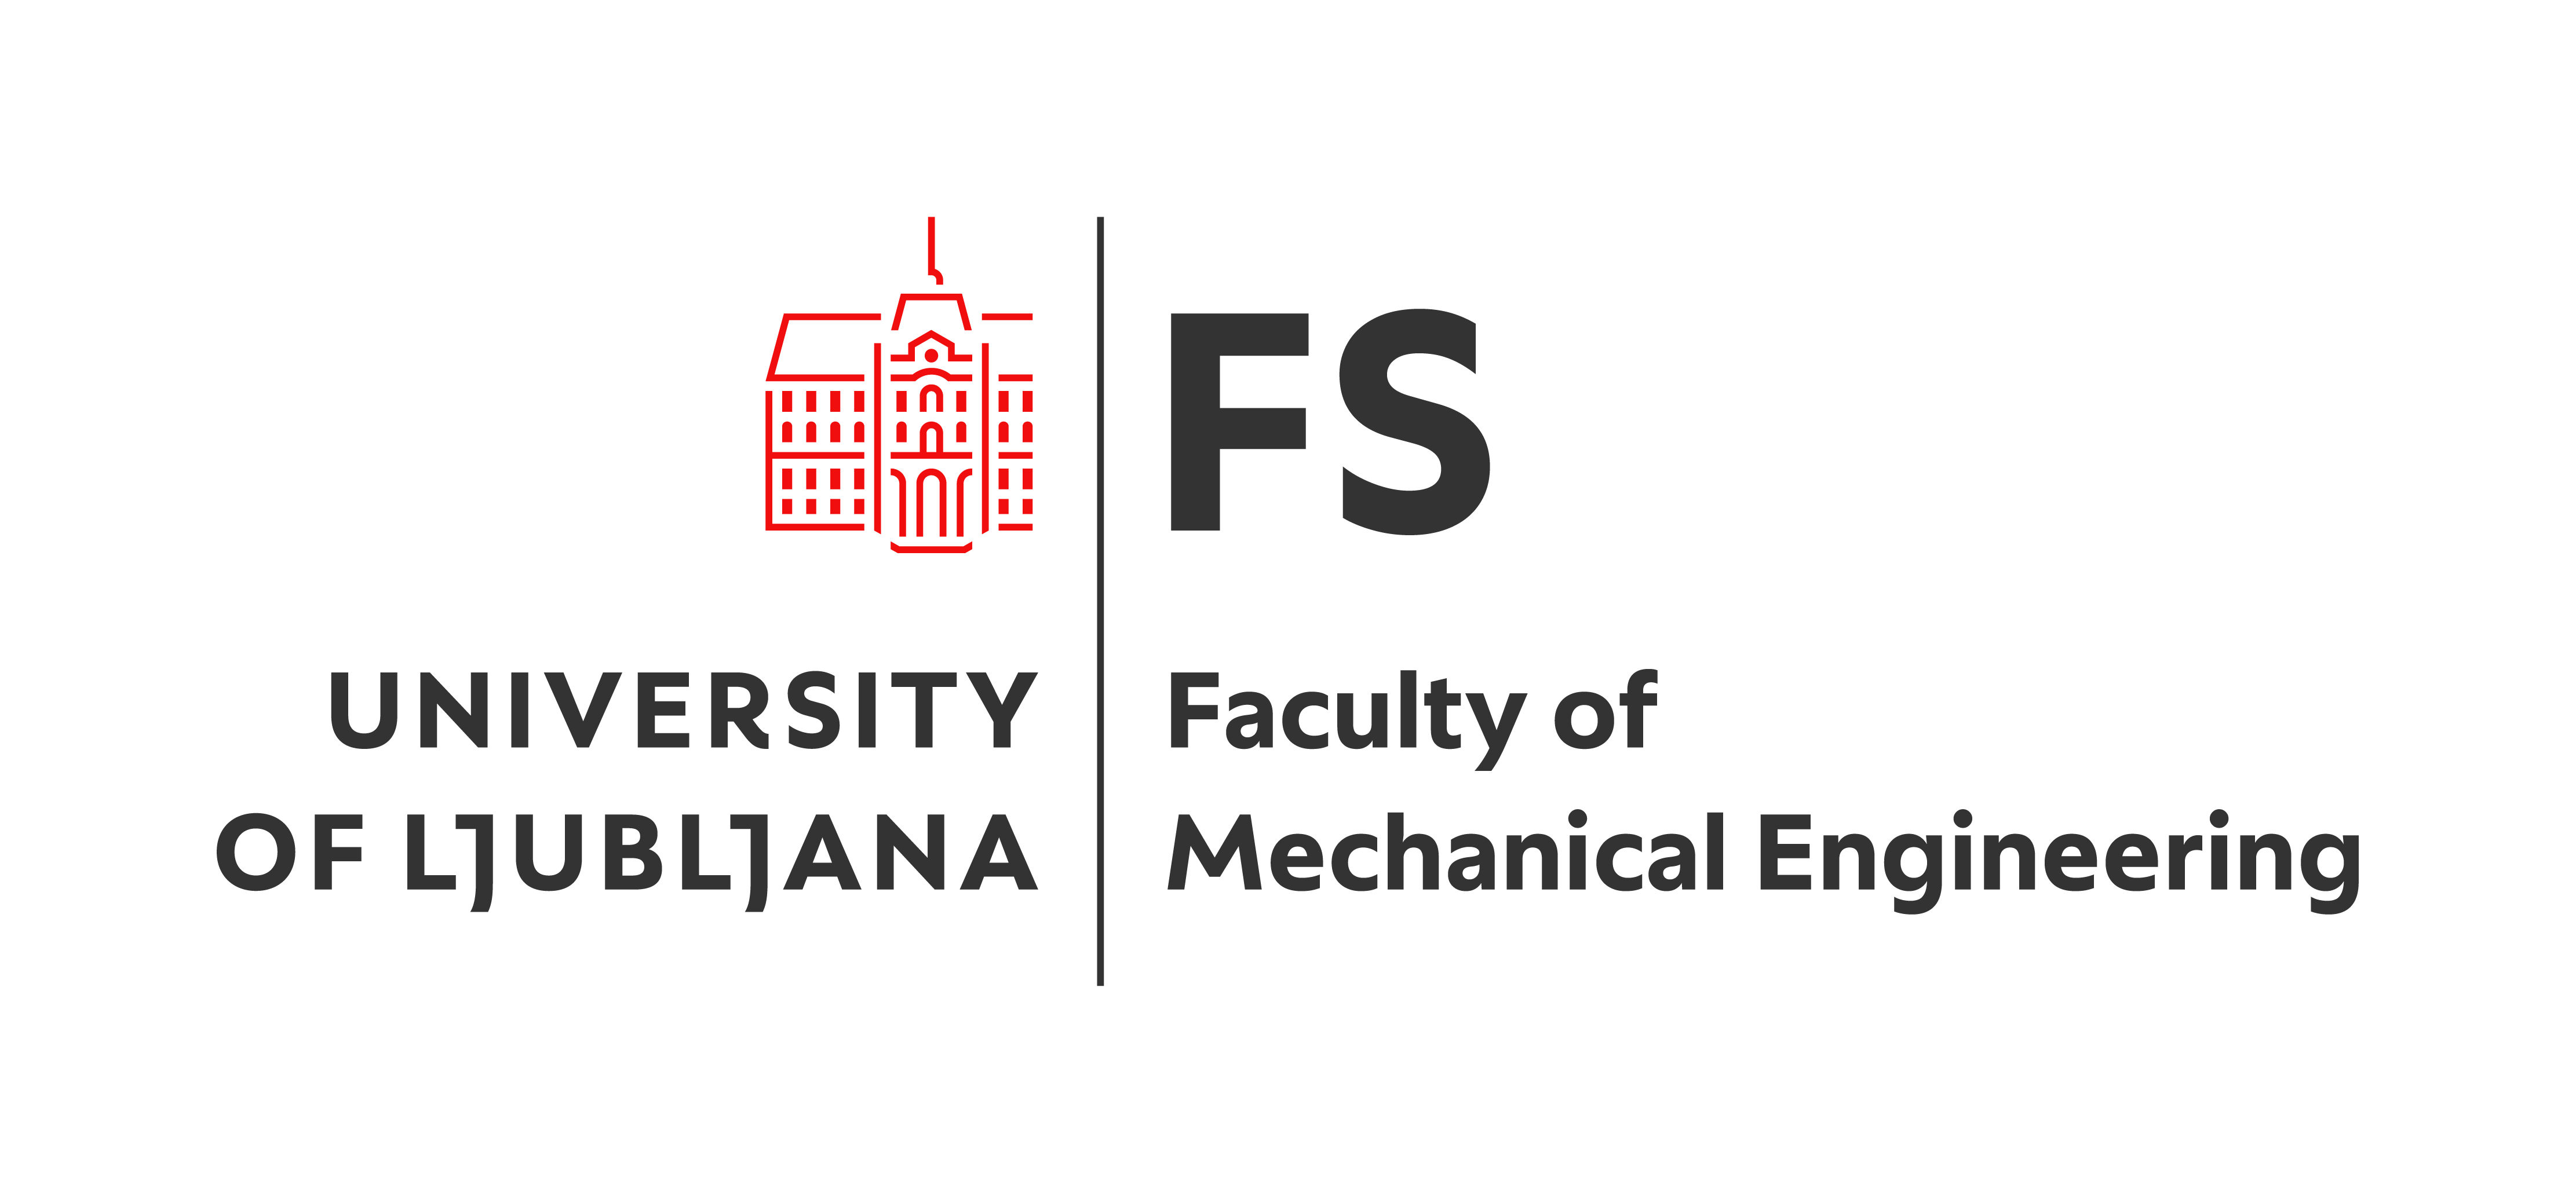 FS
UNIVERSITY
OF LJUBLJANA
Faculty of
Mechanical Engineering